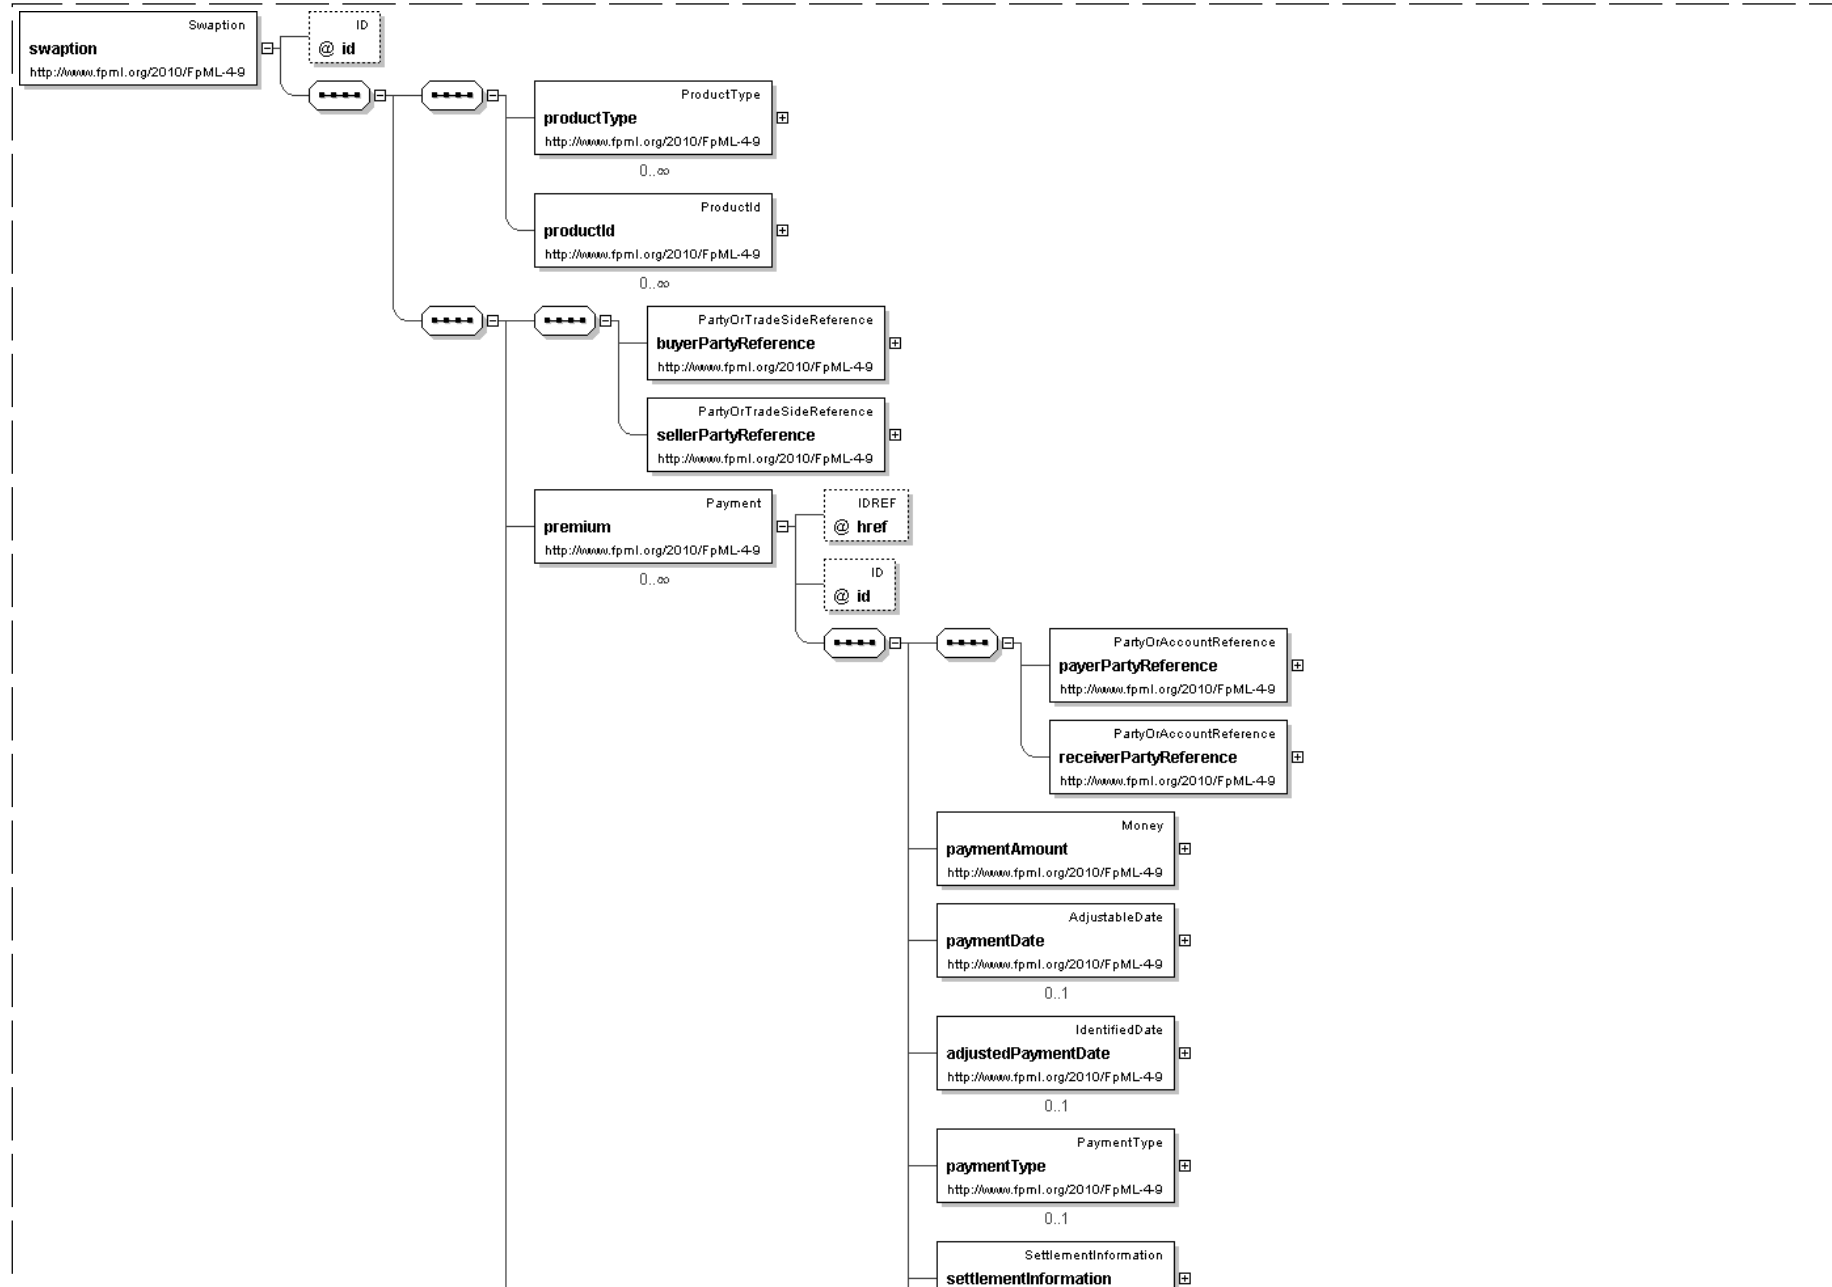 Swaption
swaption
http://www.fpml.org/2010/FpML-4-9
ID
@ id
ProductType
productType
http://www.fpml.org/2010/FpML-4-9
0..∞
ProductId
productId
http://www.fpml.org/2010/FpML-4-9
0..∞
PartyOrTradeSideReference
buyerPartyReference
http://www.fpml.org/2010/FpML-4-9
PartyOrTradeSideReference
sellerPartyReference
http://www.fpml.org/2010/FpML-4-9
Payment
premium
http://www.fpml.org/2010/FpML-4-9
0..∞
IDREF
@ href
ID
@ id
PartyOrAccountReference
payerPartyReference
http://www.fpml.org/2010/FpML-4-9
PartyOrAccountReference
receiverPartyReference
http://www.fpml.org/2010/FpML-4-9
Money
paymentAmount
http://www.fpml.org/2010/FpML-4-9
AdjustableDate
paymentDate
http://www.fpml.org/2010/FpML-4-9
0..1
IdentifiedDate
adjustedPaymentDate
http://www.fpml.org/2010/FpML-4-9
0..1
PaymentType
paymentType
http://www.fpml.org/2010/FpML-4-9
0..1
SettlementInformation
settlementInformation